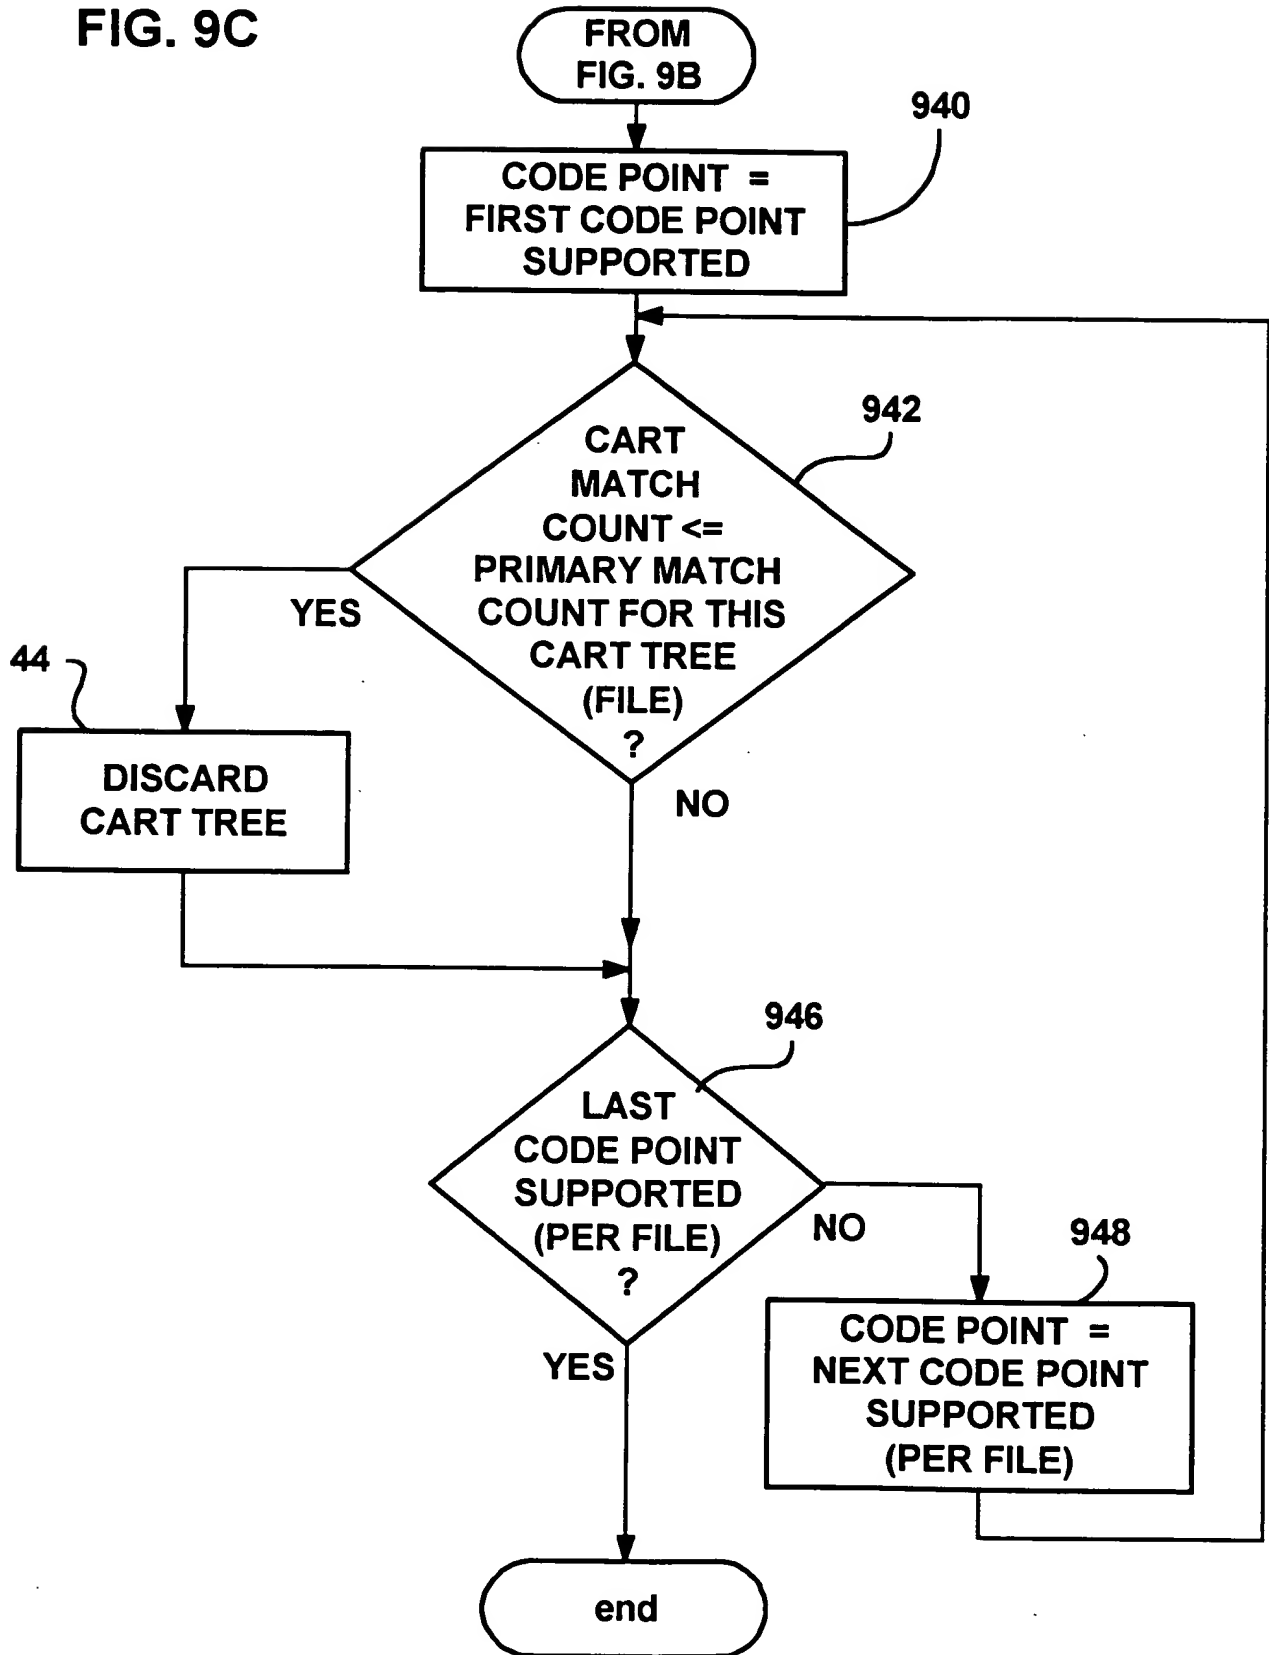 FIG. 9C
FROM
FIG. 9B
940
CODE POINT =
FIRST CODE POINT
SUPPORTED
942
CART
MATCH
COUNT <=
PRIMARY MATCH
COUNT FOR THIS
CART TREE
(FILE)
?
YES
NO
44
DISCARD
CART TREE
946
LAST
CODE POINT
SUPPORTED
(PER FILE)
?
NO
YES
948
CODE POINT =
NEXT CODE POINT
SUPPORTED
(PER FILE)
end